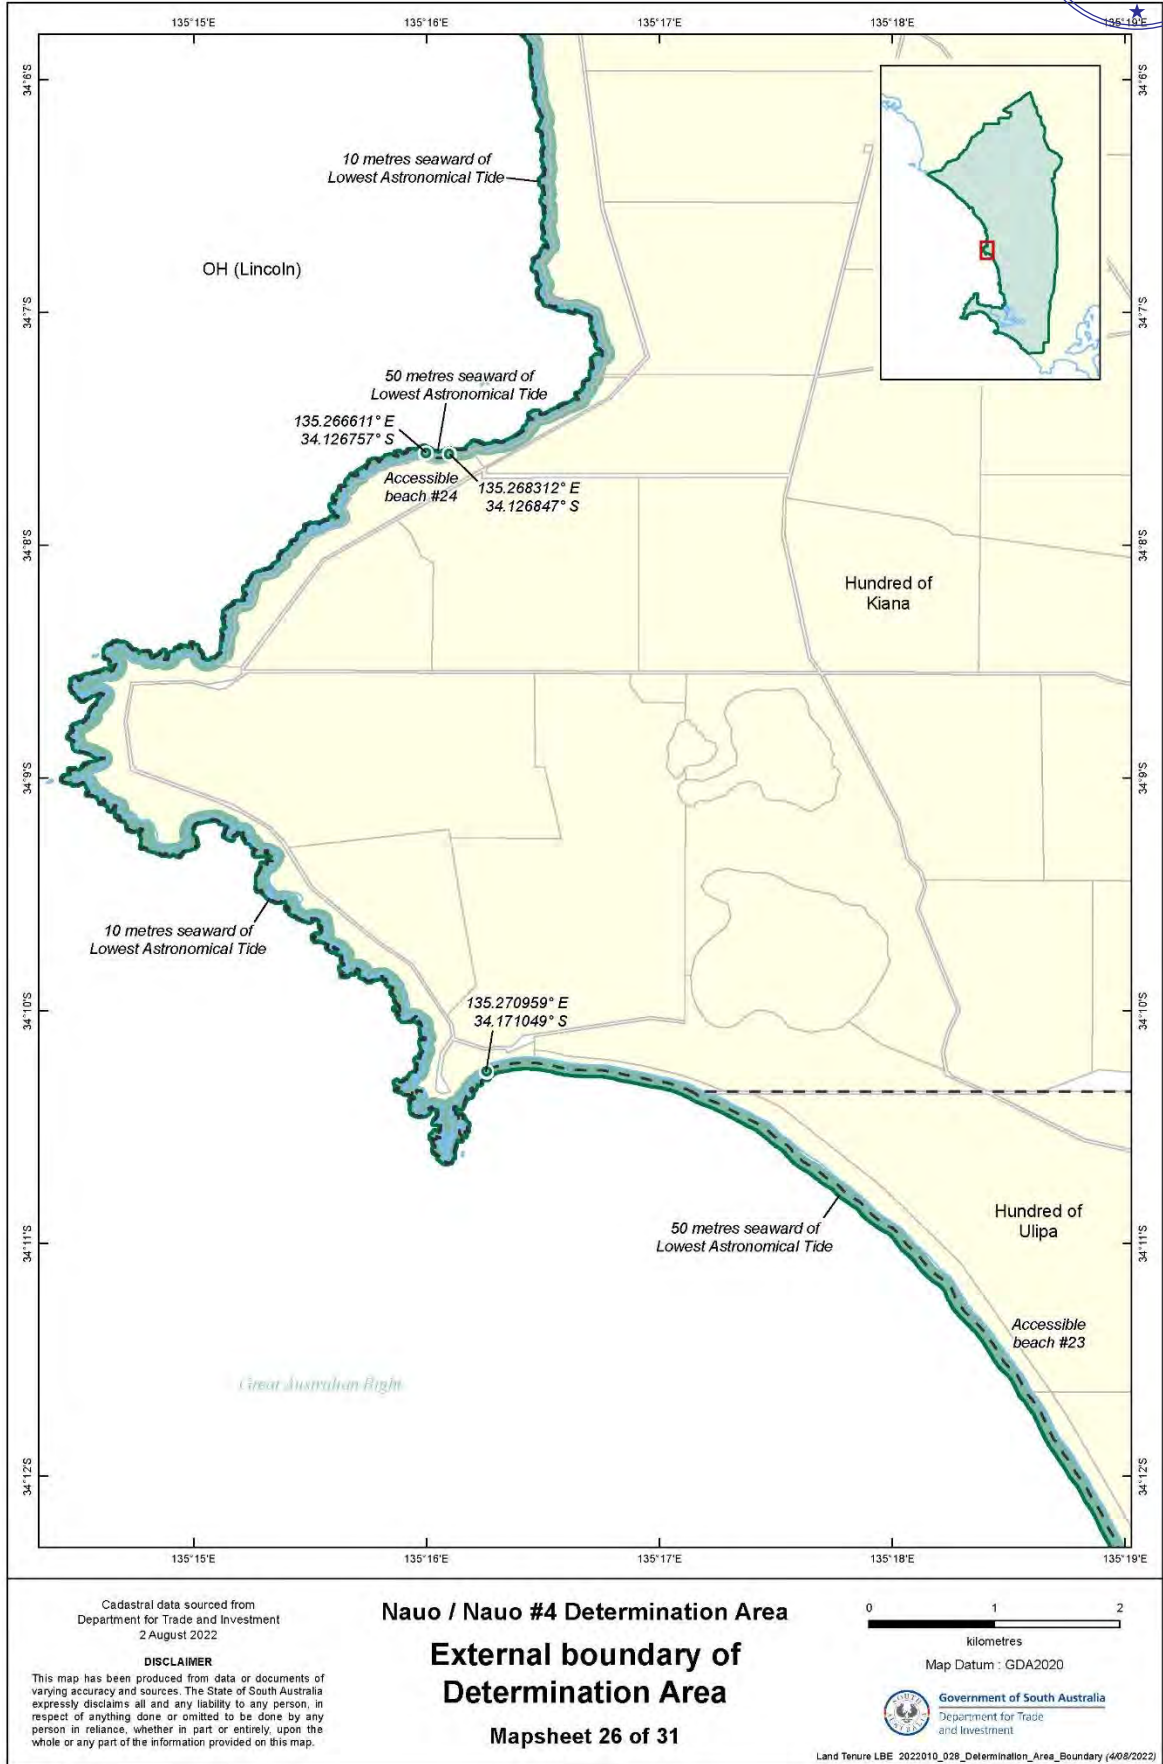 135°15'E
135°16'E
135°17'E
135°18'E
135°19'E
34°6'S
34°6'S
10 metres seaward of
Lowest Astronomical Tide
OH (Lincoln)
34°7'S
34°7'S
50 metres seaward of
Lowest Astronomical Tide
135.266611° E
34.126757° S
Accessible
beach #24
135.268312° E
34.126847° S
34°8'S
34°8'S
Hundred of
Kiana
34°9'S
34°9'S
10 metres seaward of
Lowest Astronomical Tide
135.270959° E
34.171049° S
34°10'S
34°10'S
Hundred of
Ulipa
50 metres seaward of
Lowest Astronomical Tide
34°11'S
34°11'S
Accessible
beach #23
Great Australian Bight
34°12'S
34°12'S
135°15'E
135°16'E
135°17'E
135°18'E
135°19'E
Cadastral data sourced from
Department for Trade and Investment
2 August 2022
DISCLAIMER
This map has been produced from data or documents of
varying accuracy and sources. The State of South Australia
expressly disclaims all and any liability to any person, in
respect of anything done or omitted to be done by any
person in reliance, whether in part or entirely, upon the
whole or any part of the information provided on this map.
Nauo / Nauo #4 Determination Area
External boundary of
Determination Area
Mapsheet 26 of 31
0 1 2
kilometres
Map Datum : GDA2020
SOUTH
AUSTRALIA
Government of South Australia
Department for Trade
and Investment
Land Tenure LBE 2022010_028_Determination_Area_Boundary (4/08/2022)